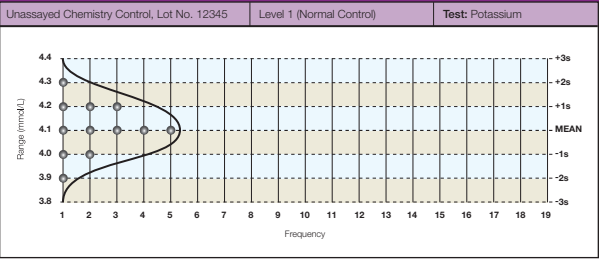 Unassayed Chemistry Control, Lot No. 12345 Level 1 (Normal Control) Test: Potassium
4.4 +3s
4.3 +2s
4.2 +1s
4.1 MEAN
4.0 -1s
3.9 -2s
3.8 -3s
Range (mmol/L)
1 2 3 4 5 6 7 8 9 10 11 12 13 14 15 16 17 18 19
Frequency